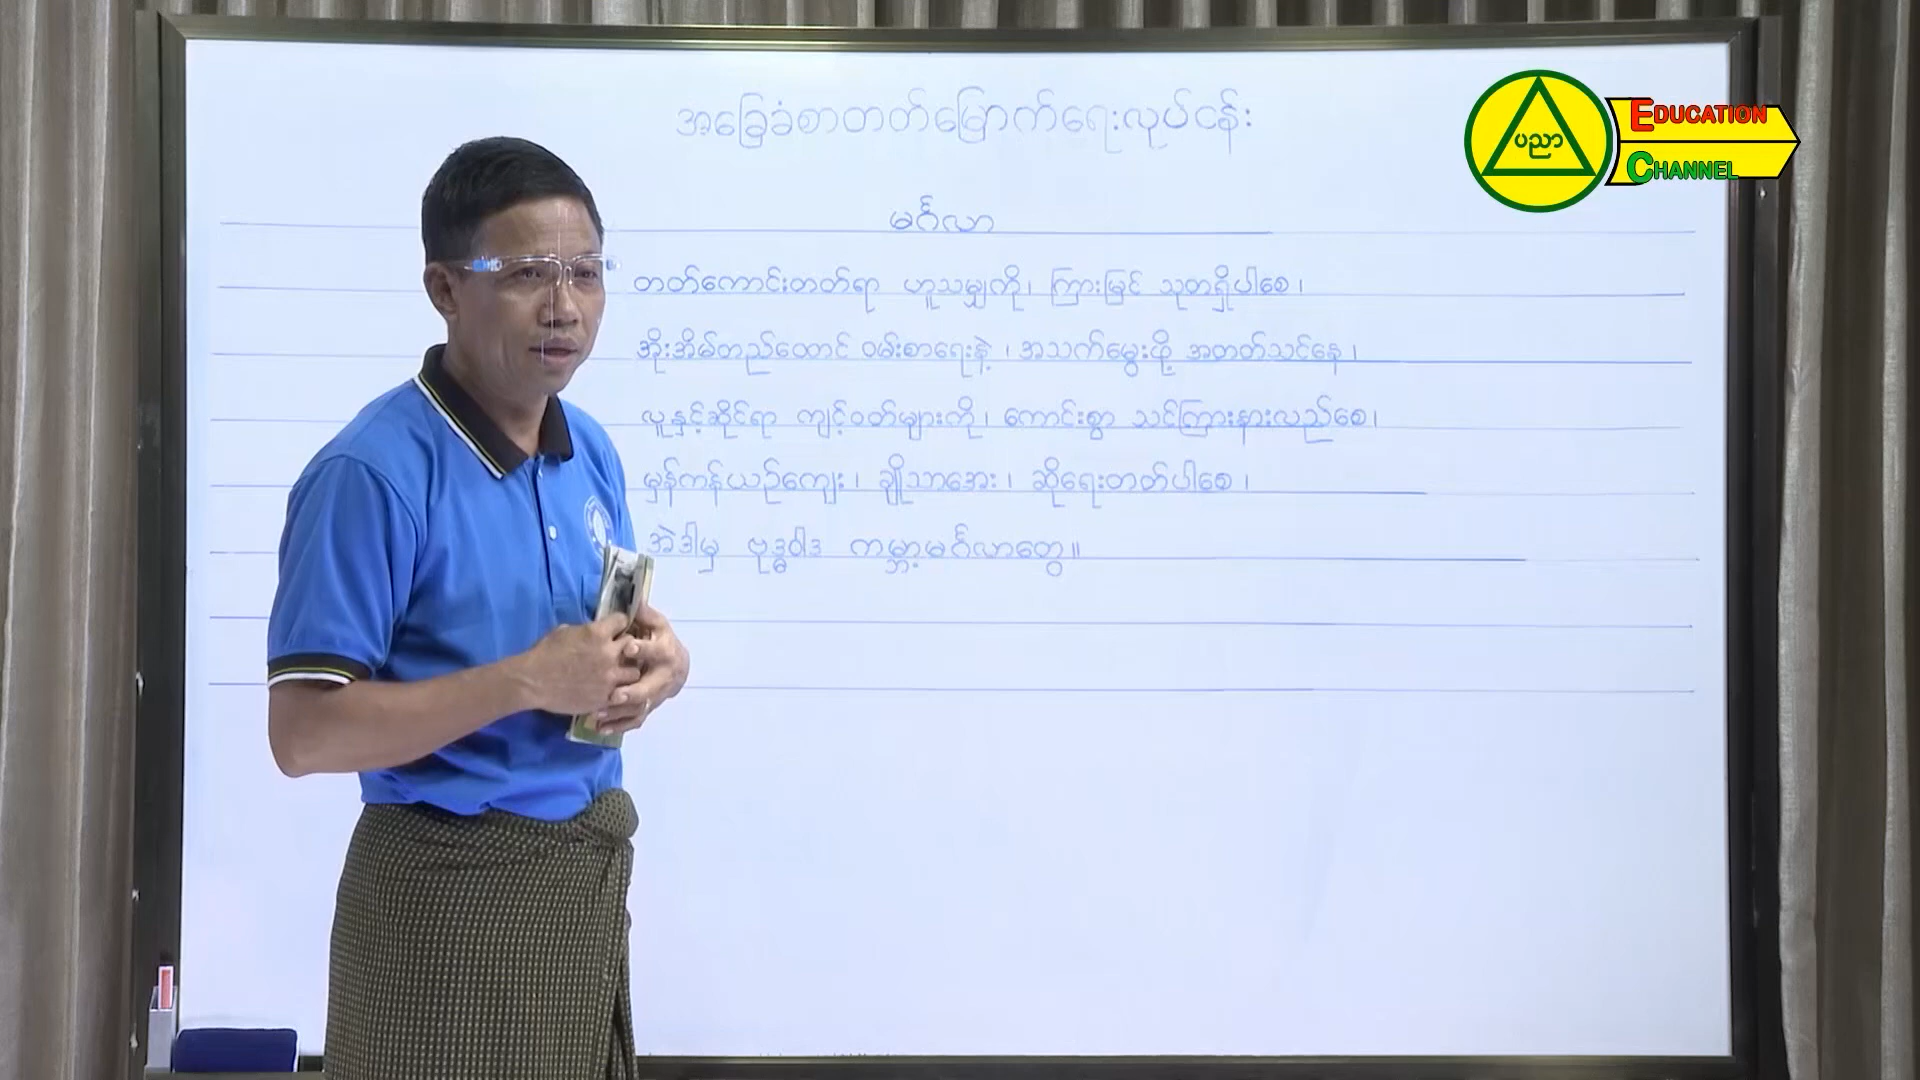 အခြေခံစာတတ်မြောက်ရေးလုပ်ငန်း
EDUCATION
ပညာ
CHANNEL
မင်္ဂလာ
တတ်ကောင်းတတ်ရာ ဟူသမျှကို၊ ကြားမြင် သုတရှိပါစေ၊
အိုးအိမ်တည်ထောင် ဝမ်းစာရေးနဲ့ ၊ အသက်မွေးဖို့ အတတ်သင်နေ ၊
လူနှင့်ဆိုင်ရာ ကျင့်ဝတ်များကို၊ ကောင်းစွာ သင်ကြားနားလည်စေ၊
မှန်ကန်ယဉ်ကျေး ၊ ချိုသာအေး ၊ ဆိုရေးတတ်ပါစေ ၊
အဲဒါမှ ဗုဒ္ဓဝါဒ ကမ္ဘာ့မင်္ဂလာတွေ။